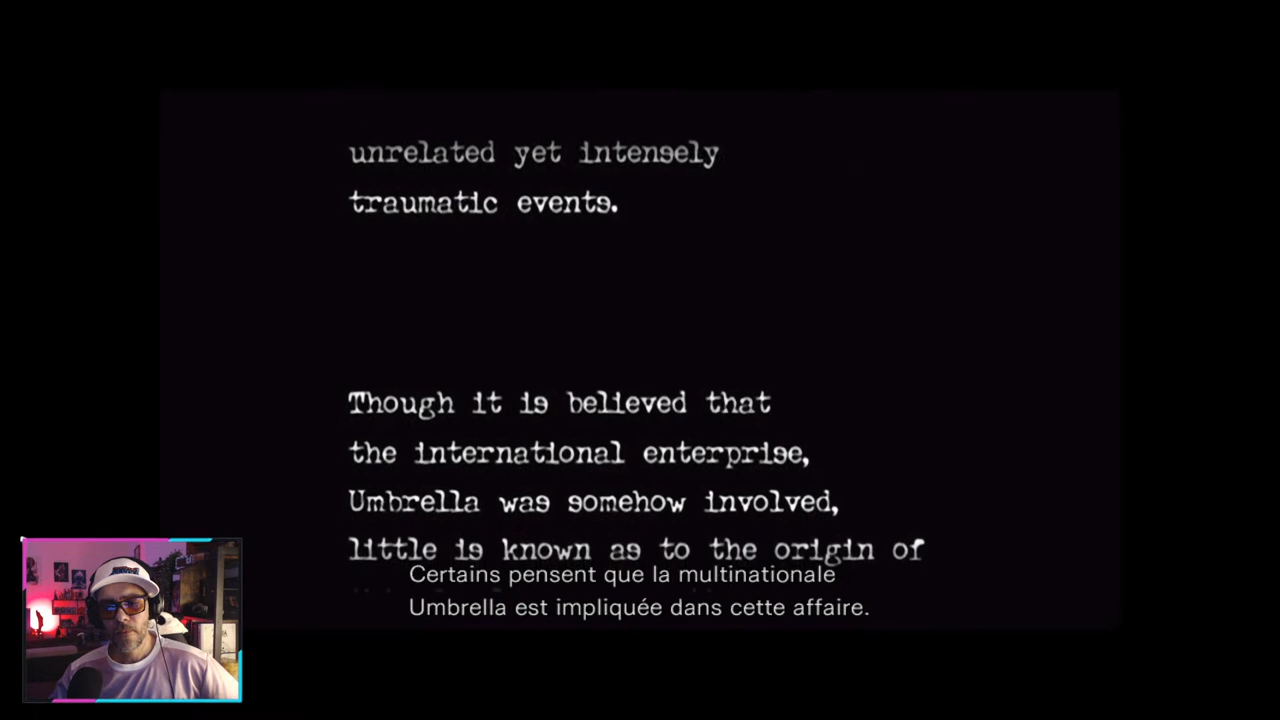 unrelated yet intensely
traumatic events.
Though it is believed that
the international enterprise,
Umbrella was somehow involved,
little is known as to the origin of
Certains pensent que la multinationale
Umbrella est impliquée dans cette affaire.